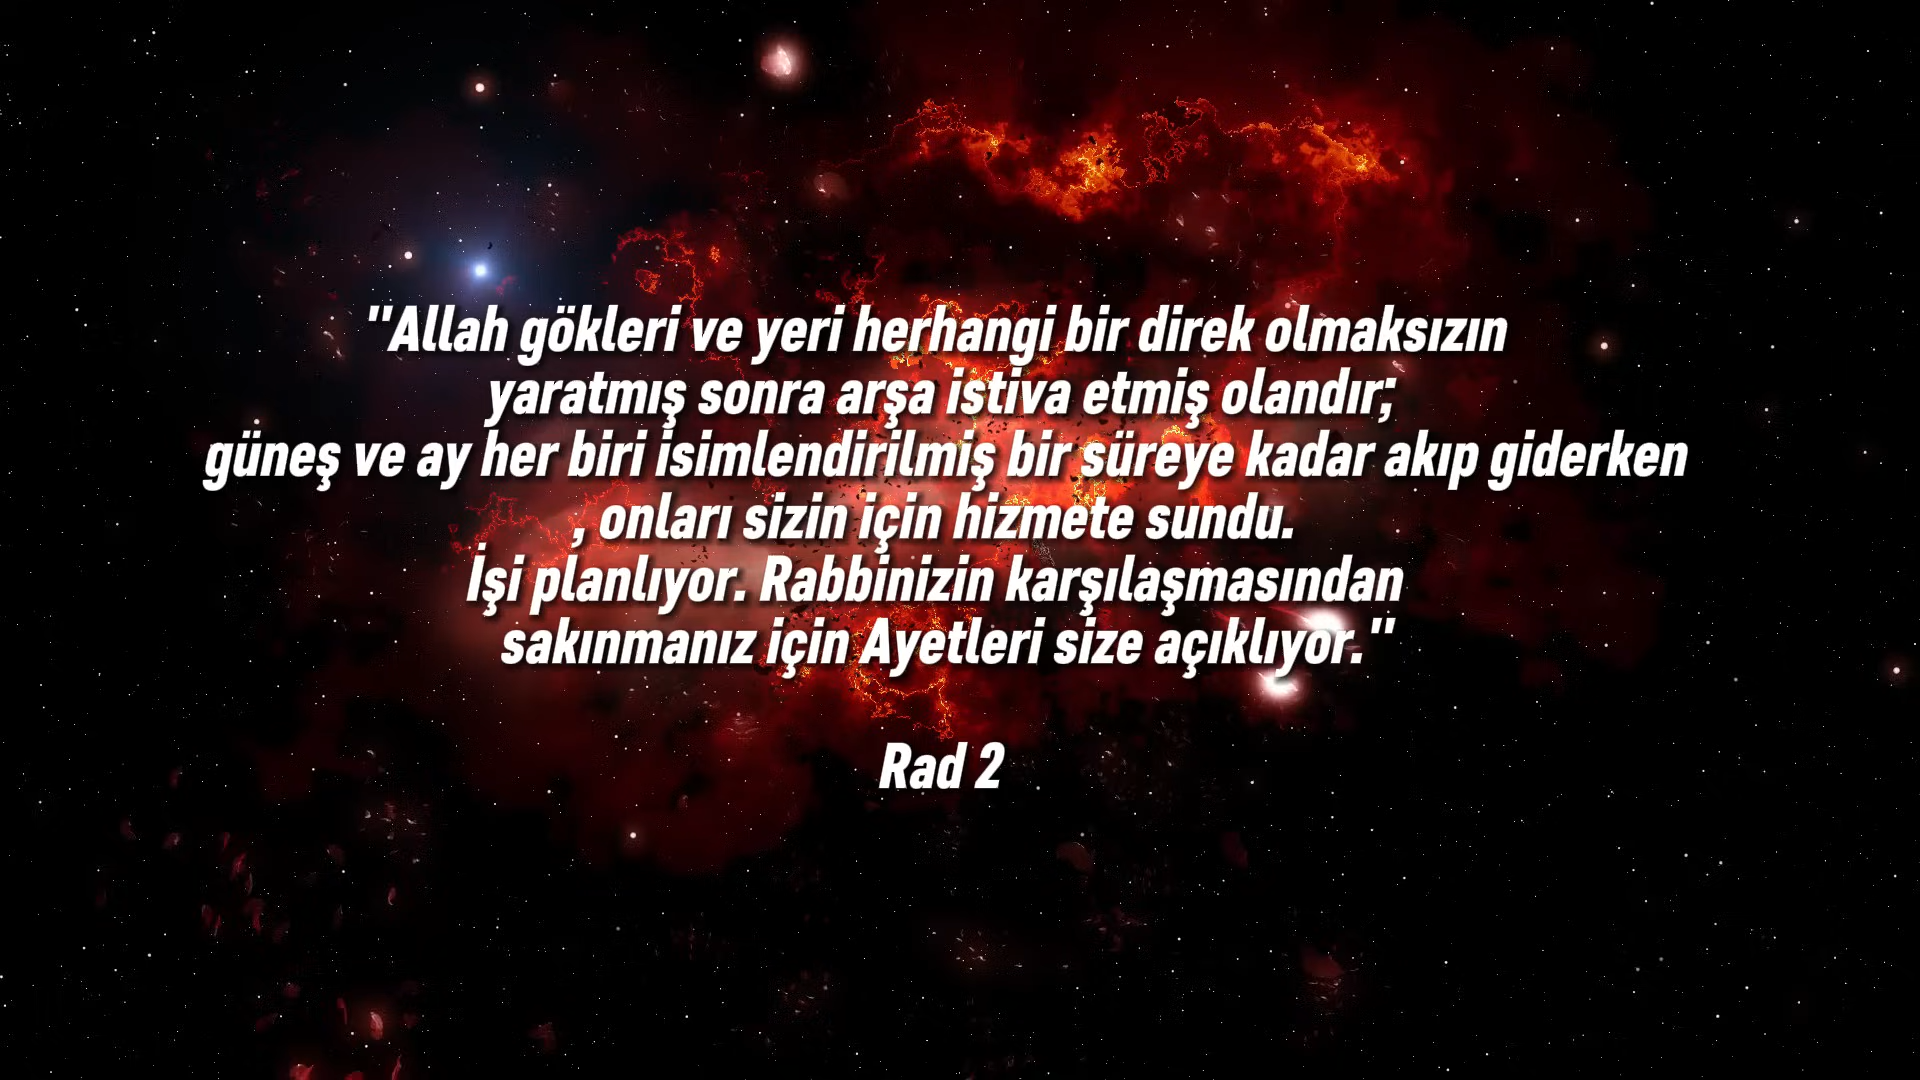 "Allah gökleri ve yeri herhangi bir direk olmaksızın
yaratmış sonra arşa istiva etmiş olandır;
güneş ve ay her biri isimlendirilmiş bir süreye kadar akıp giderken
, onları sizin için hizmete sundu.
İşi planlıyor. Rabbinizin karşılaşmasından
sakınmanız için Ayetleri size açıklıyor."
Rad 2